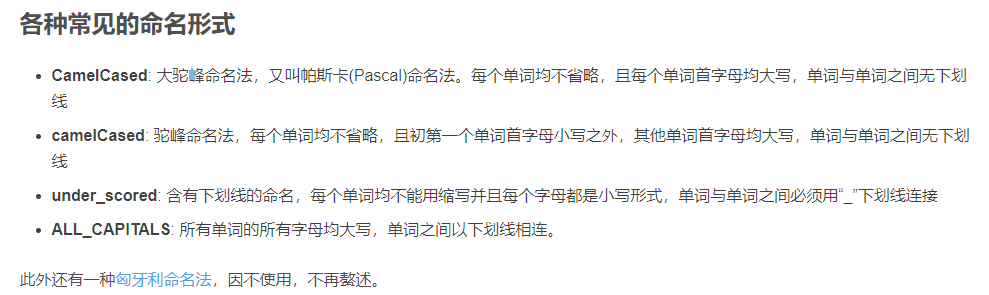 各种常见的命名形式
CamelCased: 大驼峰命名法，又叫帕斯卡(Pascal)命名法。每个单词均不省略，且每个单词首字母均大写，单词与单词之间无下划
线
camelCased: 驼峰命名法，每个单词均不省略，且初第一个单词首字母小写之外，其他单词首字母均大写，单词与单词之间无下划
线
under_scored: 含有下划线的命名，每个单词均不能用缩写并且每个字母都是小写形式，单词与单词之间必须用“_”下划线连接
ALL_CAPITALS: 所有单词的所有字母均大写，单词之间以下划线相连。
此外还有一种匈牙利命名法，因不使用，不再赘述。